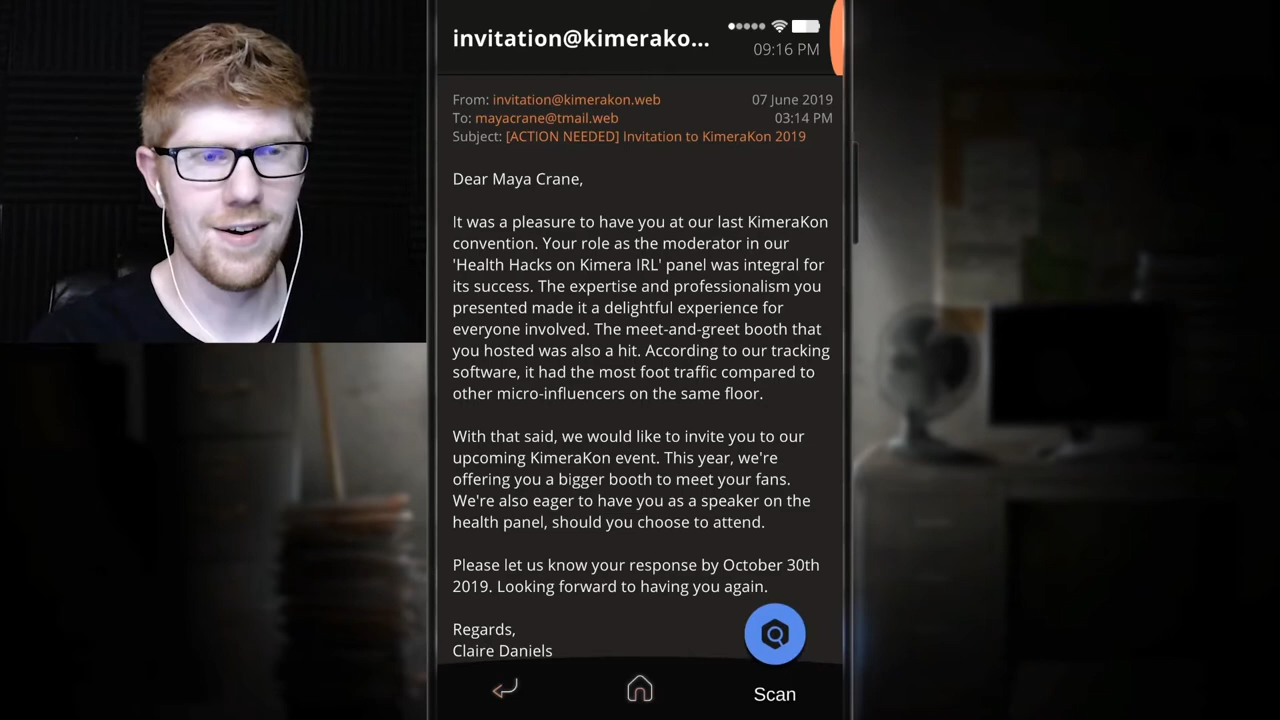 invitation@kimerako...
09:16 PM
From: invitation@kimerakon.web
07 June 2019
To: mayacrane@tmail.web
03:14 PM
Subject: [ACTION NEEDED] Invitation to KimeraKon 2019
Dear Maya Crane,
It was a pleasure to have you at our last KimeraKon
convention. Your role as the moderator in our
'Health Hacks on Kimera IRL' panel was integral for
its success. The expertise and professionalism you
presented made it a delightful experience for
everyone involved. The meet-and-greet booth that
you hosted was also a hit. According to our tracking
software, it had the most foot traffic compared to
other micro-influencers on the same floor.
With that said, we would like to invite you to our
upcoming KimeraKon event. This year, we're
offering you a bigger booth to meet your fans.
We're also eager to have you as a speaker on the
health panel, should you choose to attend.
Please let us know your response by October 30th
2019. Looking forward to having you again.
Regards,
Claire Daniels
Scan